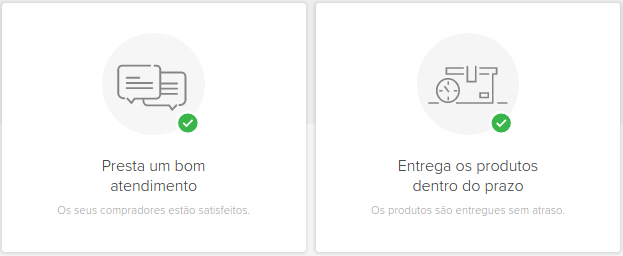 Presta um bom
atendimento
Os seus compradores estão satisfeitos.
Entrega os produtos
dentro do prazo
Os produtos são entregues sem atraso.